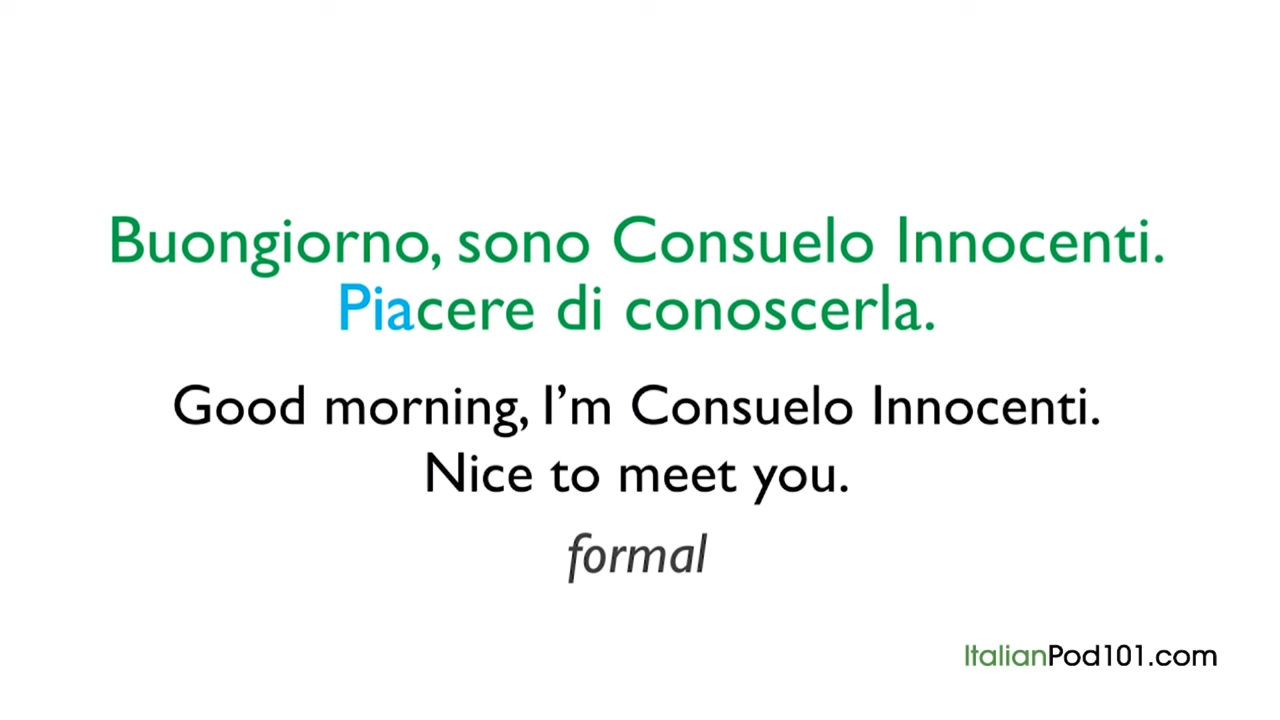 Buongiorno, sono Consuelo Innocenti.
Piacere di conoscerla.
Good morning, I’m Consuelo Innocenti.
Nice to meet you.
formal
ItalianPod101.com